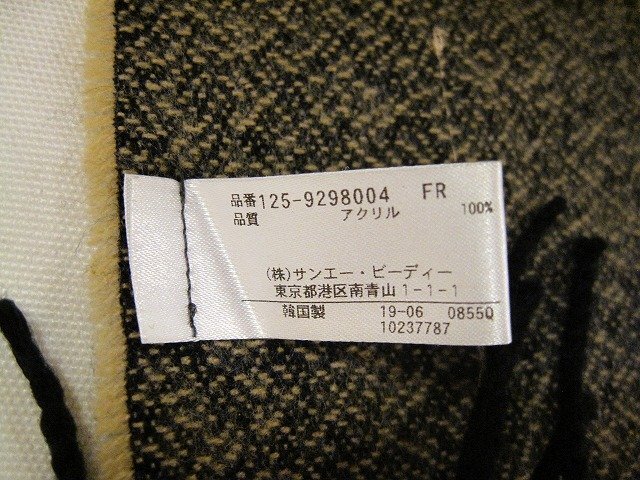 品番125-9298004 FR
品質 アクリル 100%
(株)サンエー・ビーディー
東京都港区南青山1-1-1
韓国製 19-06 08550
10237787